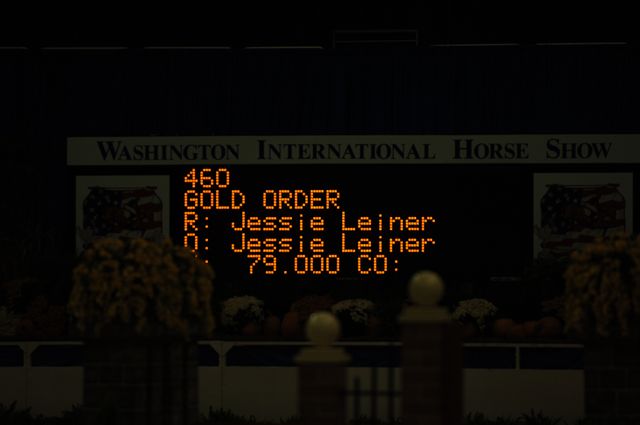 WASHINGTON INTERNATIONAL HORSE SHOW
460
GOLD ORDER
R: Jessie Leiner
O: Jessie Leiner
79.000 CO: